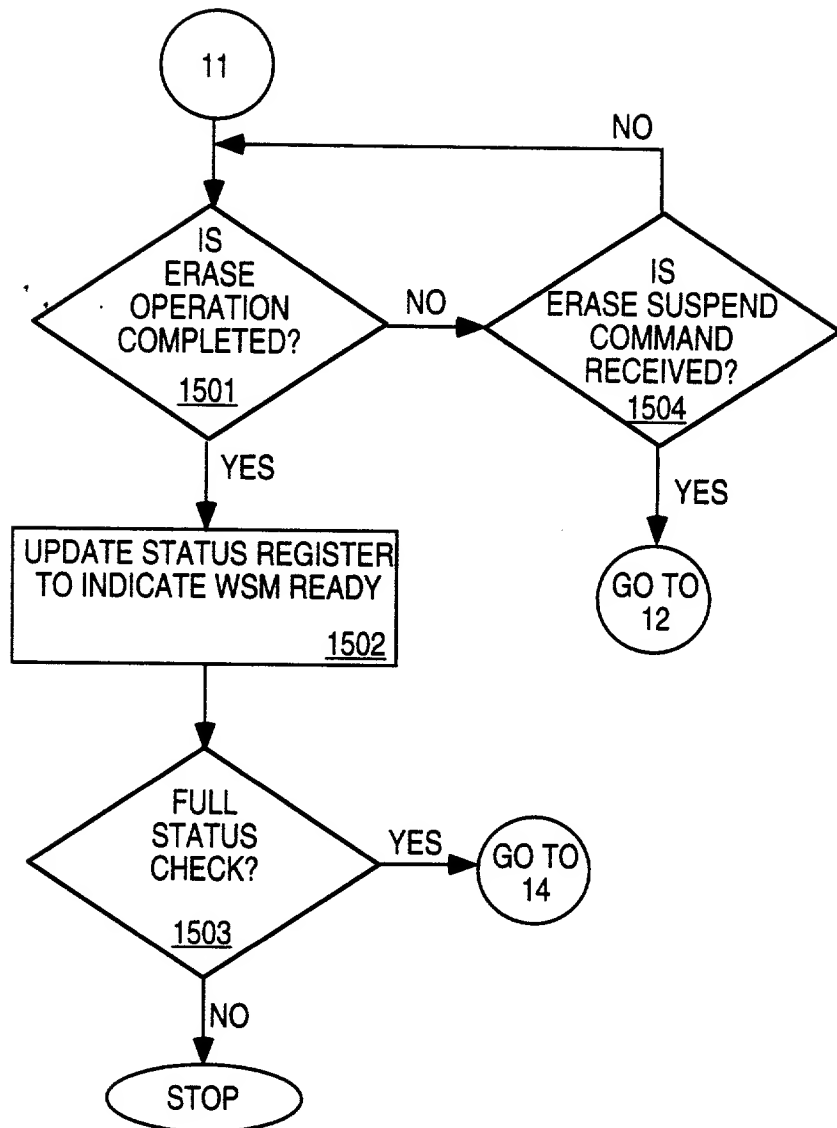 11
NO
IS
ERASE
OPERATION
COMPLETED?
1501
NO
IS
ERASE SUSPEND
COMMAND
RECEIVED?
1504
YES
YES
UPDATE STATUS REGISTER
TO INDICATE WSM READY
1502
GO TO
12
FULL
STATUS
CHECK?
1503
YES
GO TO
14
NO
STOP